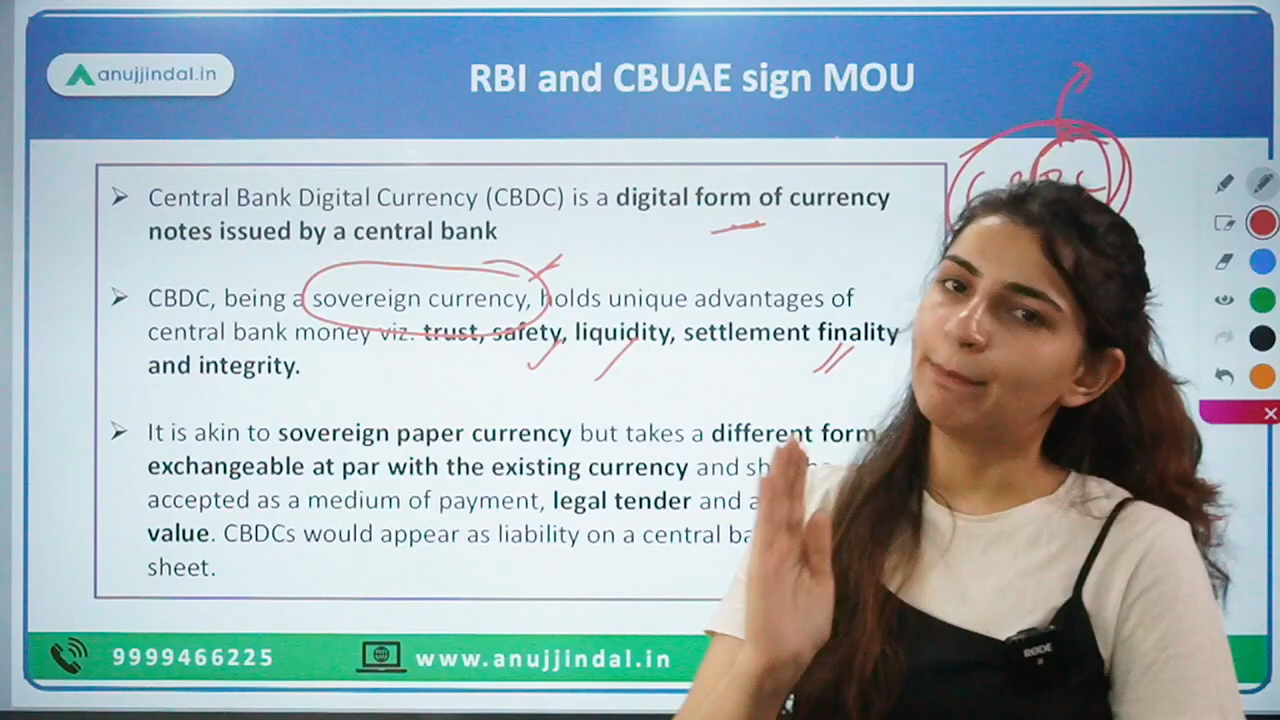 anujjindal.in
RBI and CBUAE sign MOU
Central Bank Digital Currency (CBDC) is a digital form of currency
notes issued by a central bank
CBDC, being a sovereign currency, holds unique advantages of
central bank money viz. trust, safety, liquidity, settlement finality
and integrity.
It is akin to sovereign paper currency but takes a different form
exchangeable at par with the existing currency and
accepted as a medium of payment, legal tender and
value. CBDCs would appear as liability on a central
sheet.
9999466225
www.anujjindal.in
RODE